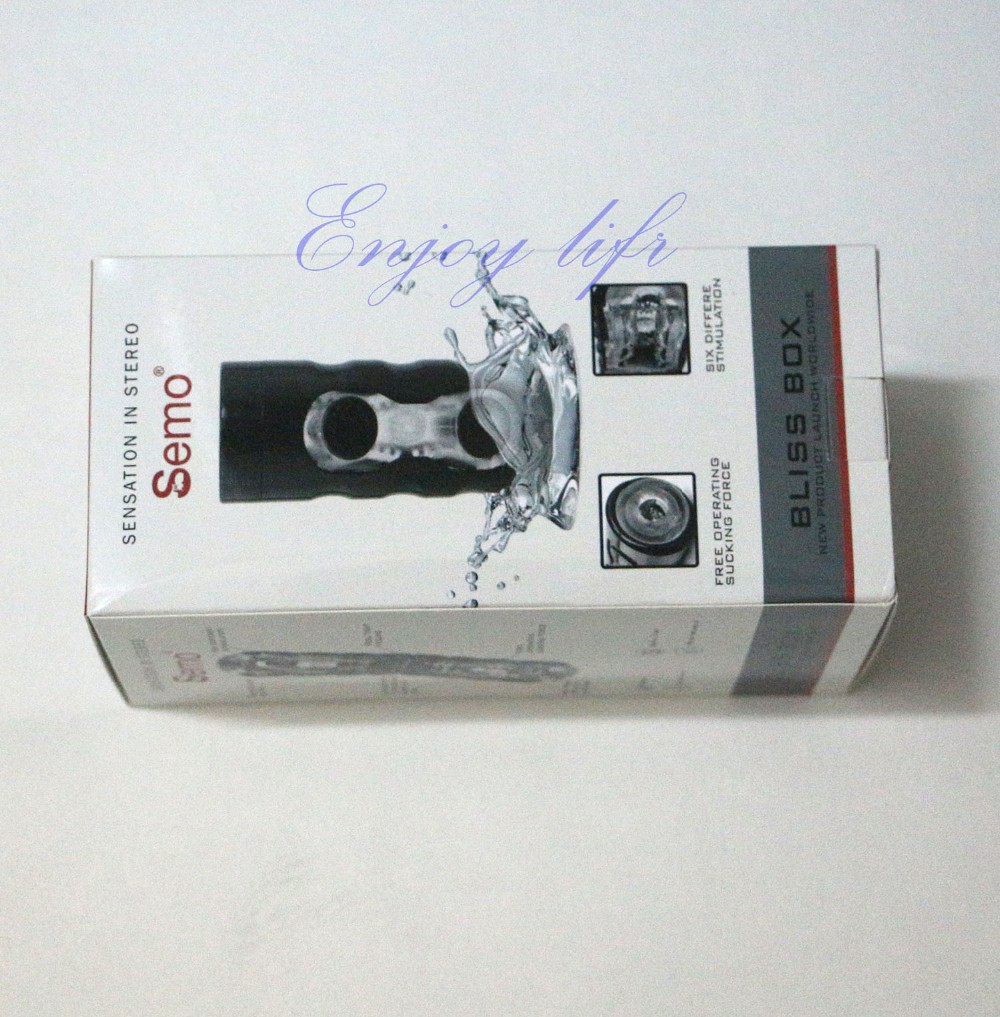 Enjoy lifr
SENSATION IN STEREO
Semo®
SIX DIFFERE
STIMULATION
FREE OPERATING
SUCKING FORCE
BLISS BOX
NEW PRODUCT LAUNCH WORLDWIDE
Semo